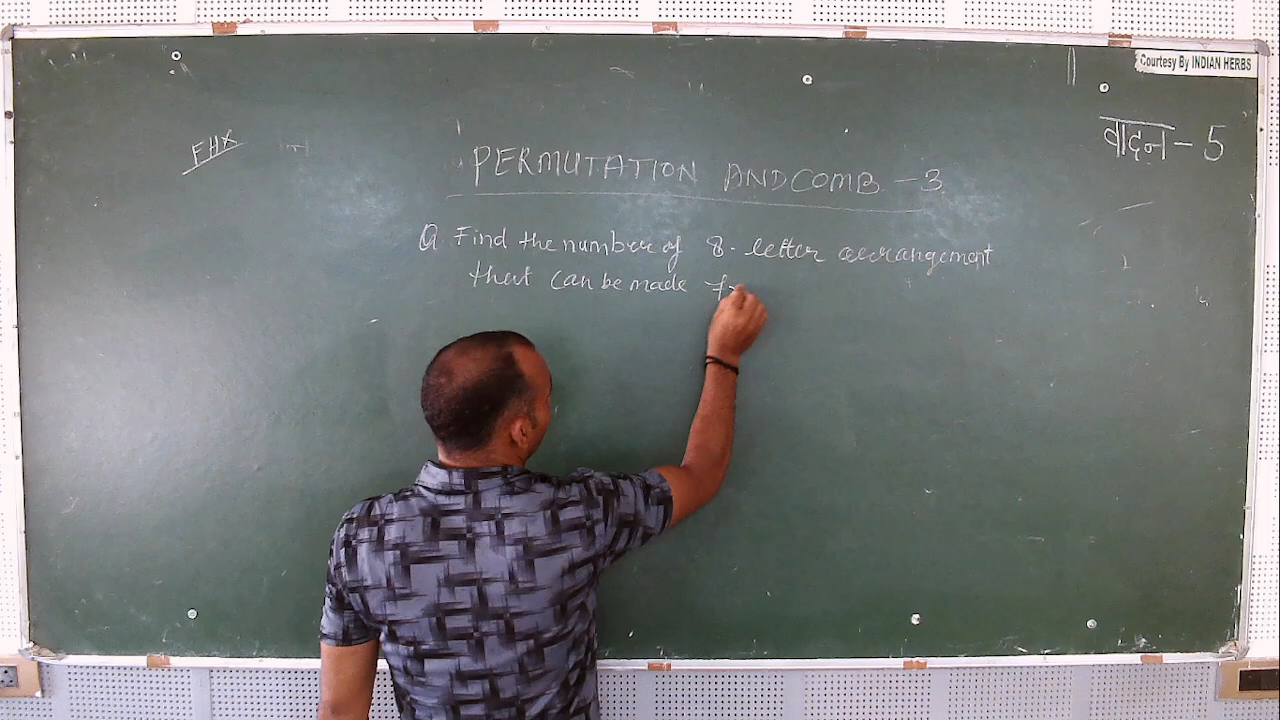 Courtesy By INDIAN HERBS
वादन - 5
FHX
PERMUTATION AND COMB - 3
Q Find the number of 8-letter arrangement
that can be made f